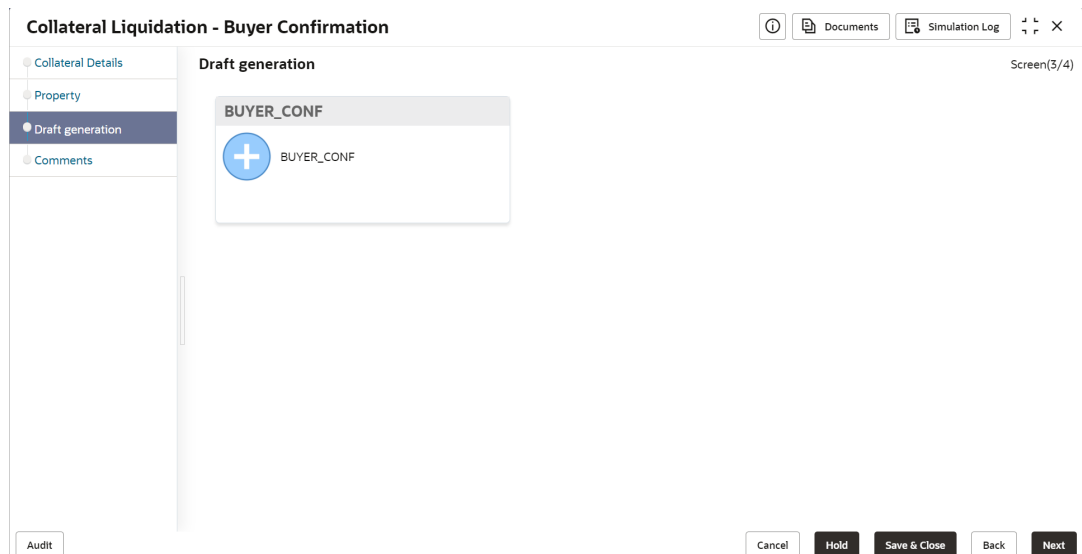 Collateral Liquidation - Buyer Confirmation
Documents
Simulation Log
Collateral Details
Property
Draft generation
Comments
Draft generation
Screen(3/4)
BUYER_CONF
BUYER_CONF
Audit
Cancel
Hold
Save & Close
Back
Next